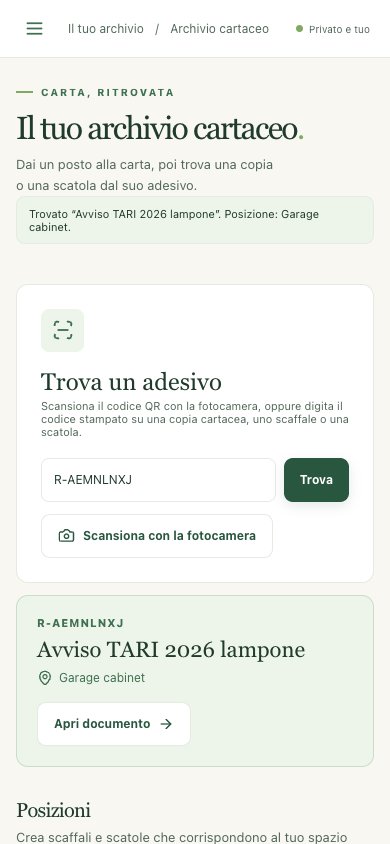 Il tuo archivio / Archivio cartaceo
Privato e tuo
CARTA, RITROVATA
Il tuo archivio cartaceo.
Dai un posto alla carta, poi trova una copia
o una scatola dal suo adesivo.
Trovato “Avviso TARI 2026 lampone”. Posizione: Garage
cabinet.
Trova un adesivo
Scansiona il codice QR con la fotocamera, oppure digita il
codice stampato su una copia cartacea, uno scaffale o una
scatola.
R-AEMNLNXJ
Trova
Scansiona con la fotocamera
R-AEMNLNXJ
Avviso TARI 2026 lampone
Garage cabinet
Apri documento
Posizioni
Crea scaffali e scatole che corrispondono al tuo spazio